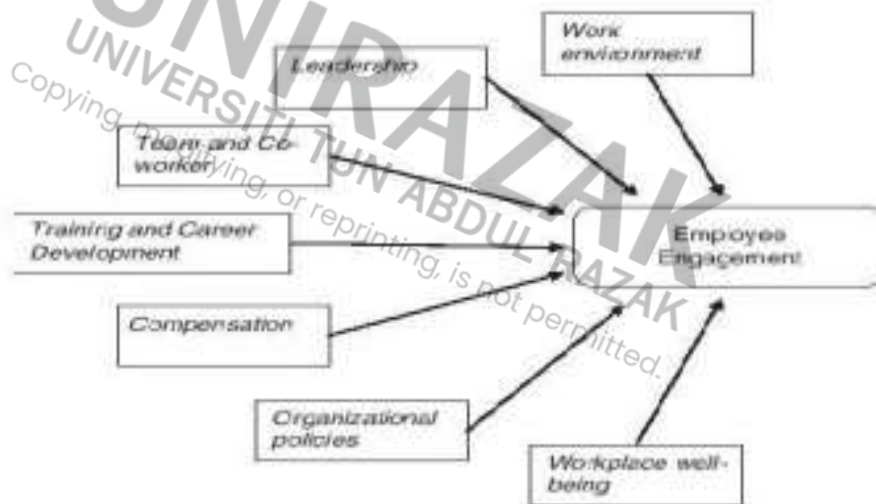 UNIRAZAK
UNIVERSITI TUN ABDUL RAZAK
Copying, modifying, or reprinting, is not permitted.
Work
environment
Leadership
Team and Co-
worker
Training and Career
Development
Employee
Engagement
Compensation
Organizational
policies
Workplace well-
being